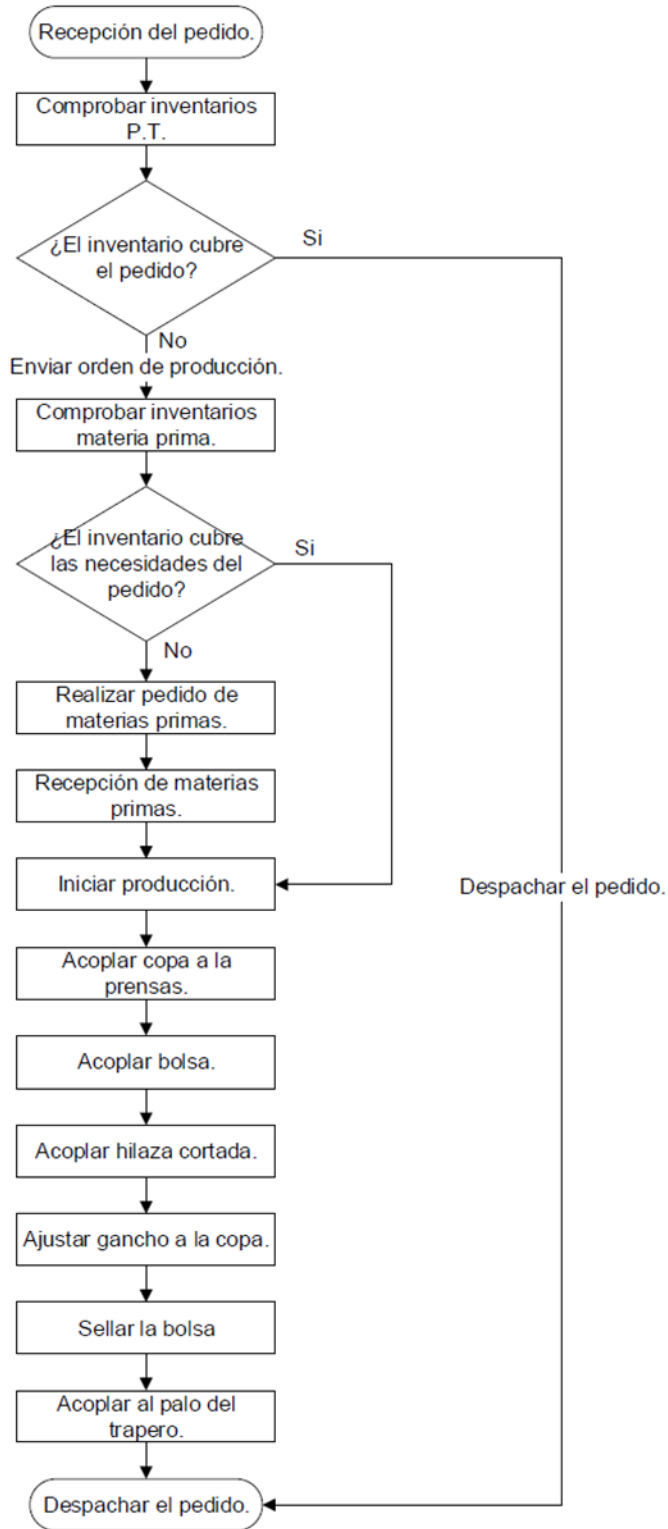 Recepción del pedido.
Comprobar inventarios
P.T.
¿El inventario cubre
el pedido?
Si
No
Enviar orden de producción.
Comprobar inventarios
materia prima.
¿El inventario cubre
las necesidades del
pedido?
Si
No
Realizar pedido de
materias primas.
Recepción de materias
primas.
Iniciar producción.
Despachar el pedido.
Acoplar copa a la
prensas.
Acoplar bolsa.
Acoplar hilaza cortada.
Ajustar gancho a la copa.
Sellar la bolsa
Acoplar al palo del
trapero.
Despachar el pedido.